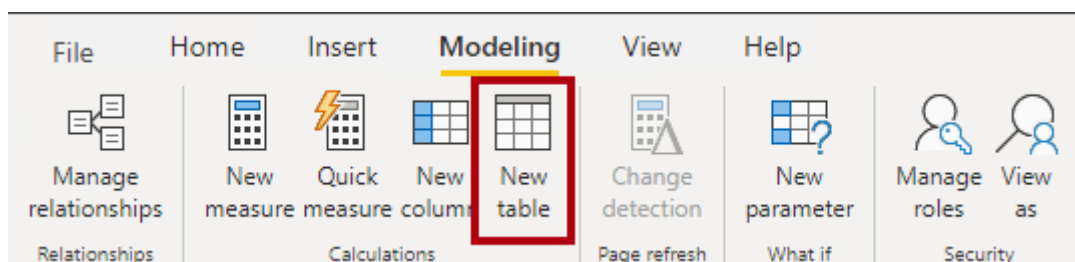 File Home Insert Modeling View Help
Manage relationships
New measure
Quick measure
New column
New table
Change detection
New parameter
Manage roles
View as
Relationships Calculations Page refresh What if Security